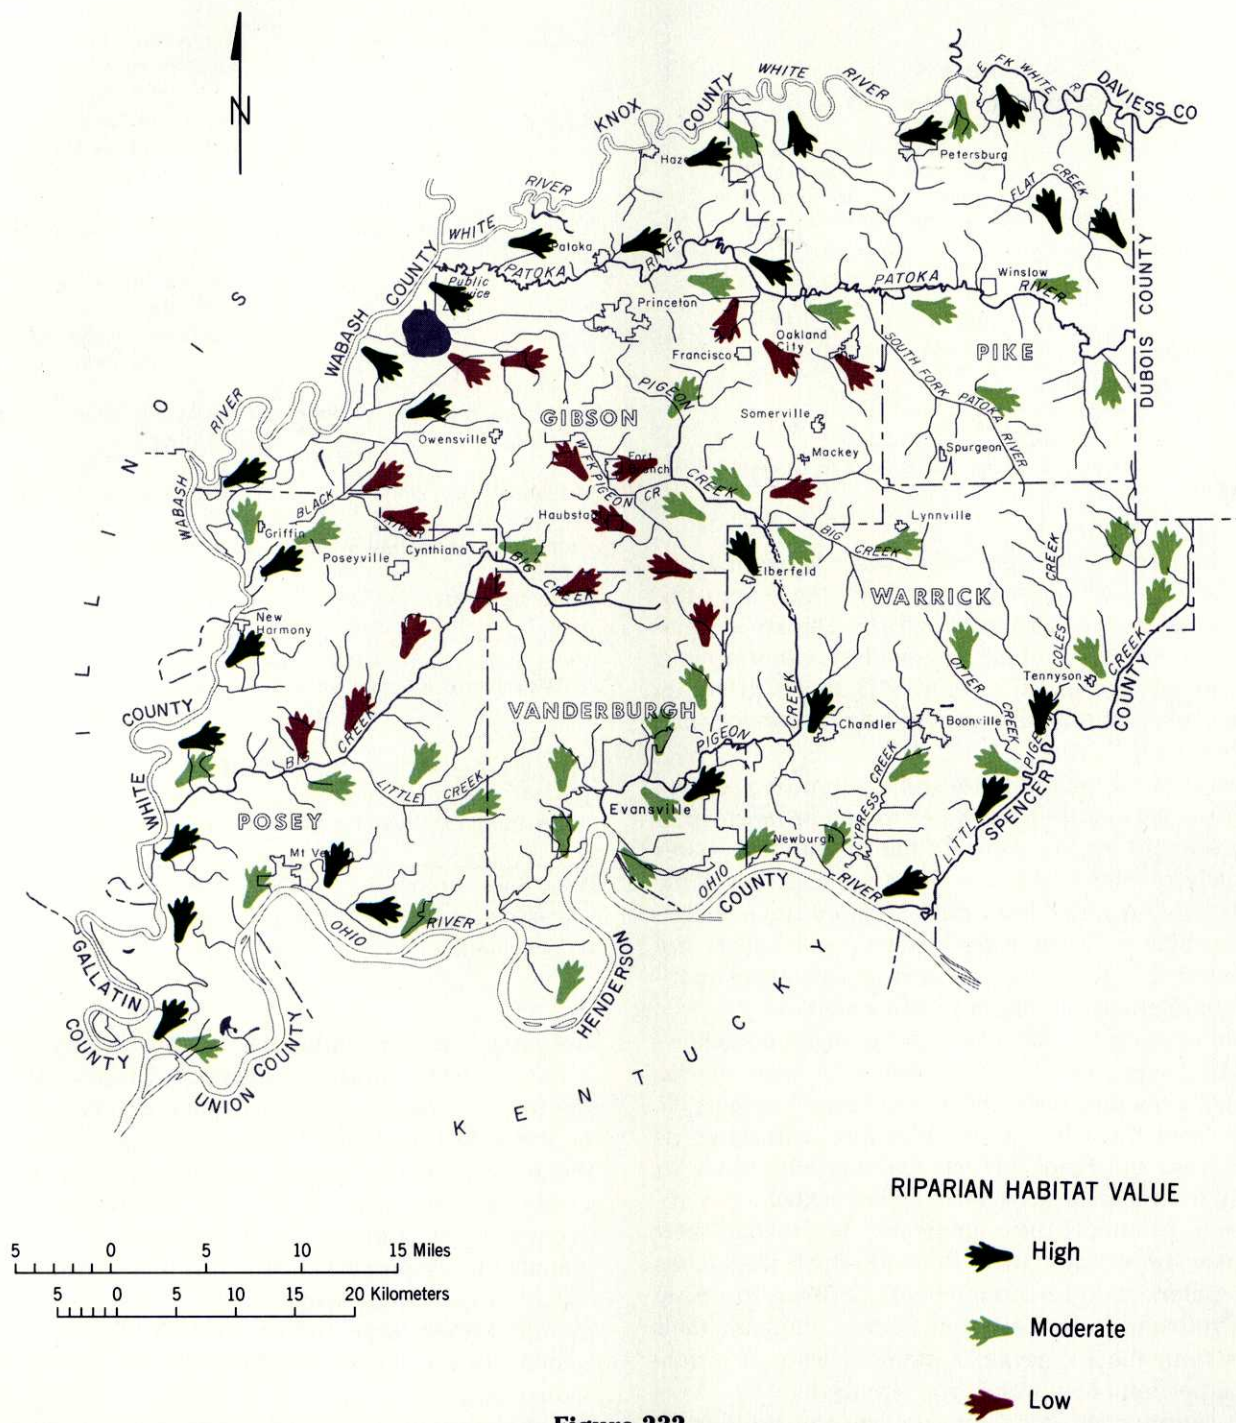 N
KNOX COUNTY
WHITE RIVER
E FK WHITE R
DAVIESS CO
Haze
Petersburg
FLAT CREEK
WHITE RIVER
Patoka
PATOKA RIVER
PATOKA RIVER
Winslow
DUBOIS COUNTY
WABASH COUNTY
Public
Princeton
Francisco
Oakland
City
SOUTH FORK PATOKA RIVER
PIKE
PIGEON CREEK
GIBSON
Somerville
Mackey
Spurgeon
Owensville
W. FK PIGEON CR
Fort
Branch
WABASH RIVER
BLACK RIVER
Griffin
Haubstad
Lynnville
BIG CREEK
Poseyville
Cynthiana
BIG CREEK
Elberfeld
WARRICK
COLES CREEK
New
Harmony
OTTER CREEK
Tennyson
ILLINOIS
WHITE COUNTY
VANDERBURGH
PIGEON CREEK
Chandler
Boonville
BIG CREEK
LITTLE CREEK
CYPRESS CREEK
LITTLE PIGEON CREEK
SPENCER COUNTY
Evansville
POSEY
Mt Ve
Newburgh
OHIO RIVER
OHIO RIVER
COUNTY
HENDERSON
GALLATIN
COUNTY
UNION COUNTY
KENTUCKY
RIPARIAN HABITAT VALUE
High
Moderate
Low
5 0 5 10 15 Miles
5 0 5 10 15 20 Kilometers